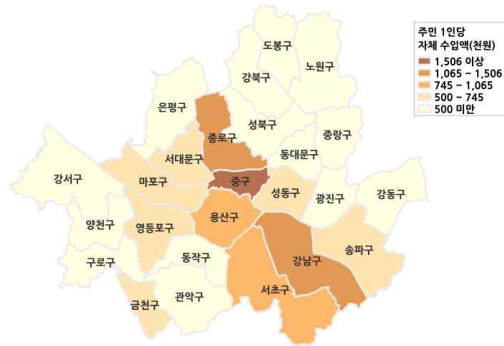 주민 1인당
자체 수입액(천원)
1,506 이상
1,065 ~ 1,506
745 ~ 1,065
500 ~ 745
500 미만
도봉구
노원구
강북구
은평구
성북구
종로구
중랑구
서대문구
동대문구
강서구
마포구
중구
성동구
광진구
강동구
양천구
영등포구
용산구
송파구
구로구
동작구
강남구
서초구
관악구
금천구